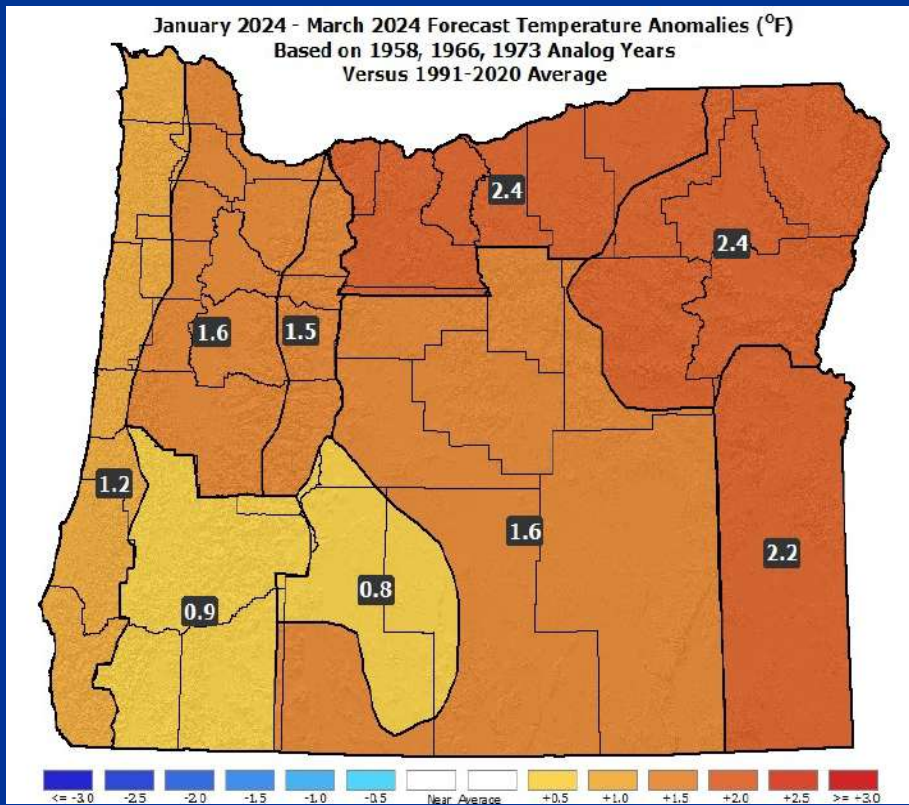 January 2024 - March 2024 Forecast Temperature Anomalies (°F)
Based on 1958, 1966, 1973 Analog Years
Versus 1991-2020 Average
2.4
2.4
1.6
1.5
1.2
1.6
2.2
0.9
0.8
<= -3.0 -2.5 -2.0 -1.5 -1.0 -0.5 Near Average +0.5 +1.0 +1.5 +2.0 +2.5 >= +3.0